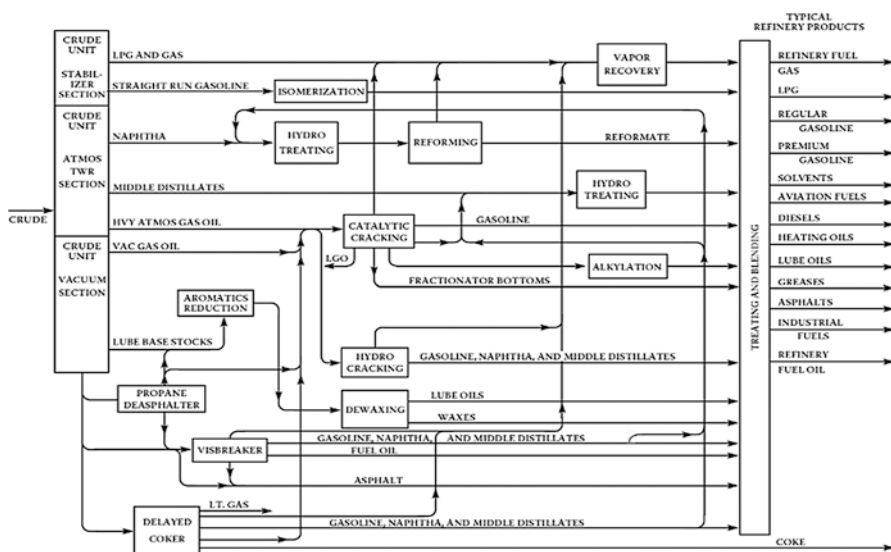 TYPICAL
REFINERY PRODUCTS
CRUDE
UNIT
STABIL-
IZER
SECTION
LPG AND GAS
VAPOR
RECOVERY
REFINERY FUEL
GAS
STRAIGHT RUN GASOLINE
ISOMERIZATION
LPG
CRUDE
UNIT
ATMOS
TWR
SECTION
NAPHTHA
HYDRO
TREATING
REFORMING
REFORMATE
REGULAR
GASOLINE
PREMIUM
GASOLINE
MIDDLE DISTILLATES
HYDRO
TREATING
SOLVENTS
AVIATION FUELS
CRUDE
HVY ATMOS GAS OIL
CATALYTIC
CRACKING
GASOLINE
DIESELS
CRUDE
UNIT
VACUUM
SECTION
VAC GAS OIL
LGO
ALKYLATION
HEATING OILS
FRACTIONATOR BOTTOMS
LUBE OILS
GREASES
AROMATICS
REDUCTION
TREATING AND BLENDING
ASPHALTS
INDUSTRIAL
FUELS
LUBE BASE STOCKS
HYDRO
CRACKING
GASOLINE, NAPHTHA, AND MIDDLE DISTILLATES
REFINERY
FUEL OIL
PROPANE
DEASPHALTER
DEWAXING
LUBE OILS
WAXES
VISBREAKER
GASOLINE, NAPHTHA, AND MIDDLE DISTILLATES
FUEL OIL
ASPHALT
LT. GAS
DELAYED
COKER
GASOLINE, NAPHTHA, AND MIDDLE DISTILLATES
COKE